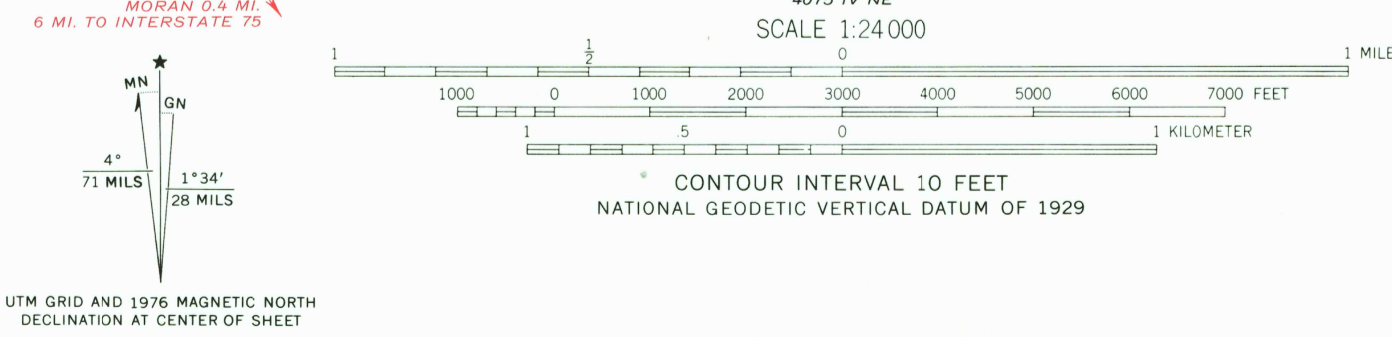 MORAN 0.4 MI.
6 MI. TO INTERSTATE 75
4075 IV NE
SCALE 1:24 000
1 1/2 0 1 MILE
1000 0 1000 2000 3000 4000 5000 6000 7000 FEET
1 .5 0 1 KILOMETER
CONTOUR INTERVAL 10 FEET
NATIONAL GEODETIC VERTICAL DATUM OF 1929
★
MN
GN
4°
71 MILS
1°34′
28 MILS
UTM GRID AND 1976 MAGNETIC NORTH
DECLINATION AT CENTER OF SHEET